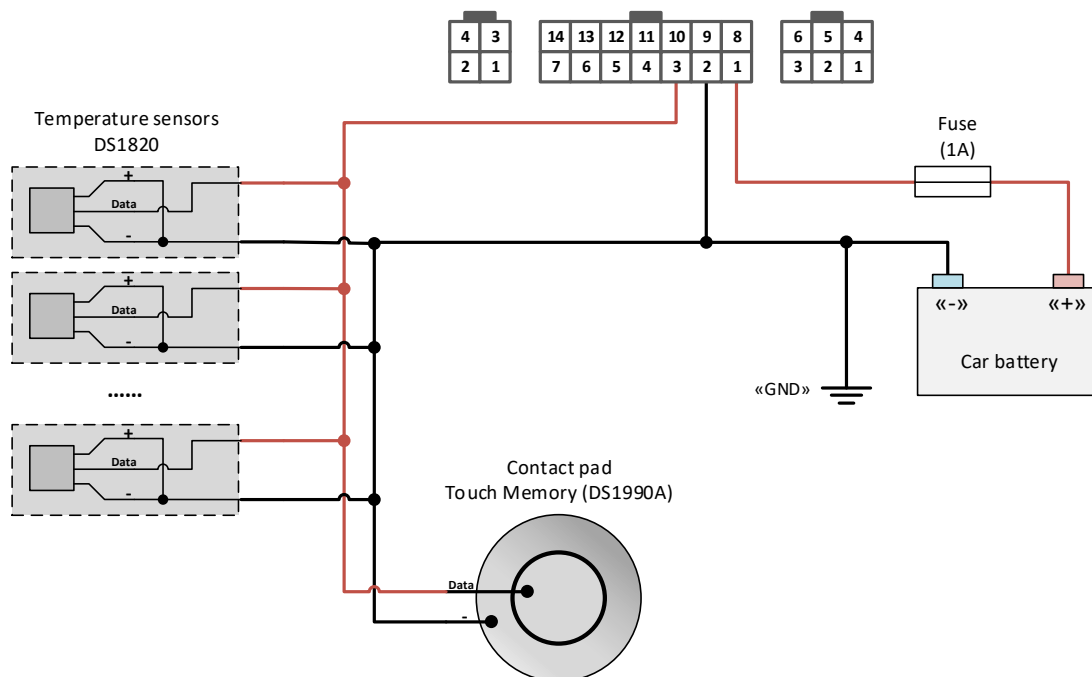 4 3
2 1
14 13 12 11 10 9 8
7 6 5 4 3 2 1
6 5 4
3 2 1
Temperature sensors
DS1820
+
Data
-
+
Data
-
......
+
Data
-
Fuse
(1A)
«-» «+»
Car battery
«GND»
Contact pad
Touch Memory (DS1990A)
Data
-